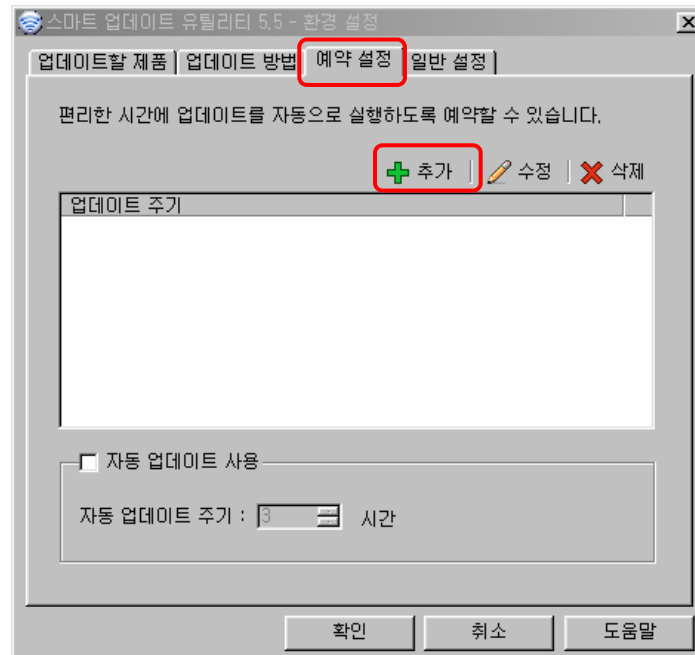 스마트 업데이트 유틸리티 5.5 - 환경 설정
업데이트할 제품 업데이트 방법 예약 설정 일반 설정
편리한 시간에 업데이트를 자동으로 실행하도록 예약할 수 있습니다.
추가 수정 삭제
업데이트 주기
자동 업데이트 사용
자동 업데이트 주기 : 3 시간
확인 취소 도움말